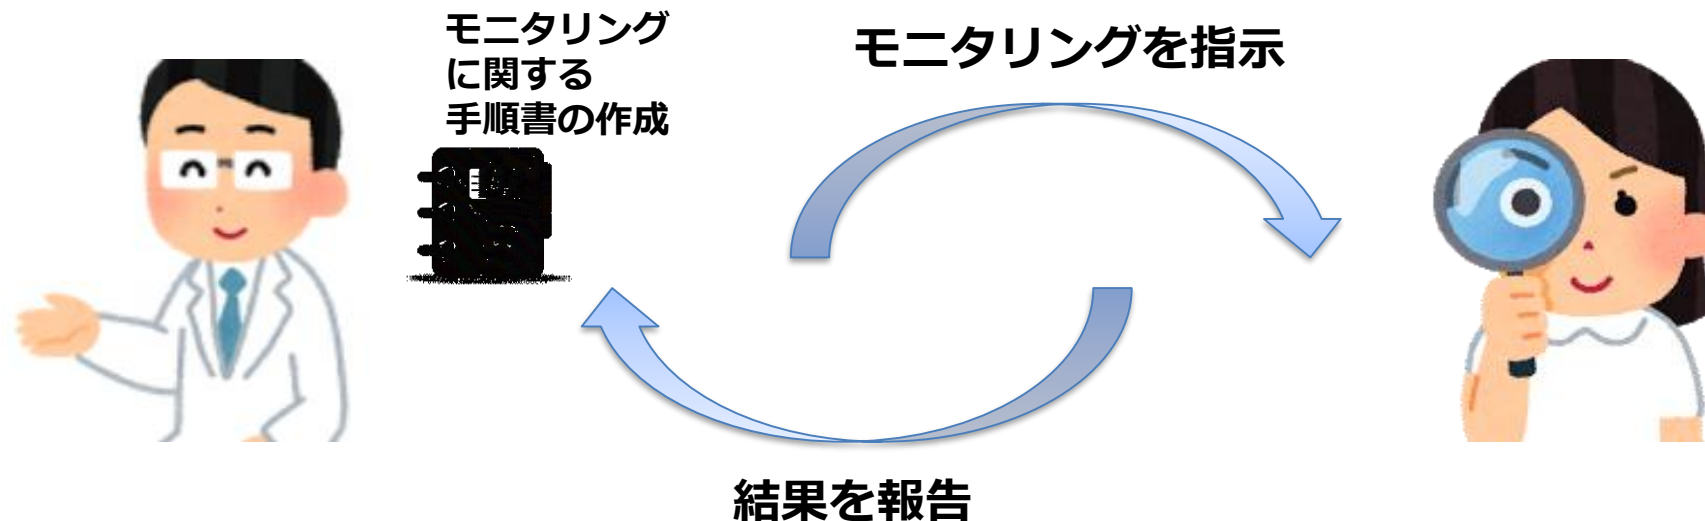 モニタリング
に関する
手順書の作成
モニタリングを指示
結果を報告